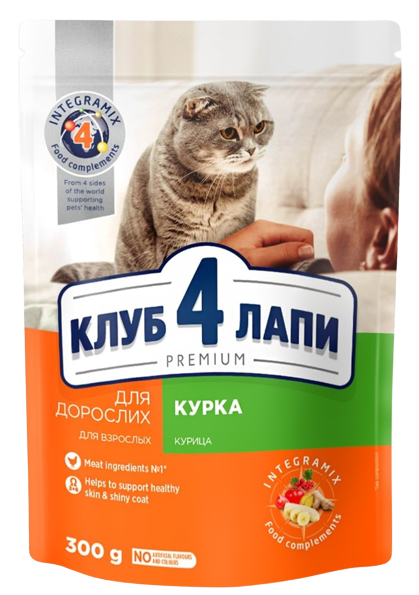 INTEGRAMIX
4
Food complements
From 4 sides
of the world
supporting
pets' health
КЛУБ 4 ЛАПИ
PREMIUM
ДЛЯ
ДОРОСЛИХ
ДЛЯ ВЗРОСЛЫХ
КУРКА
КУРИЦА
Meat ingredients №1*
Helps to support healthy
skin & shiny coat
INTEGRAMIX
Food complements
300 g
NO ARTIFICIAL FLAVOURS
AND COLOURS